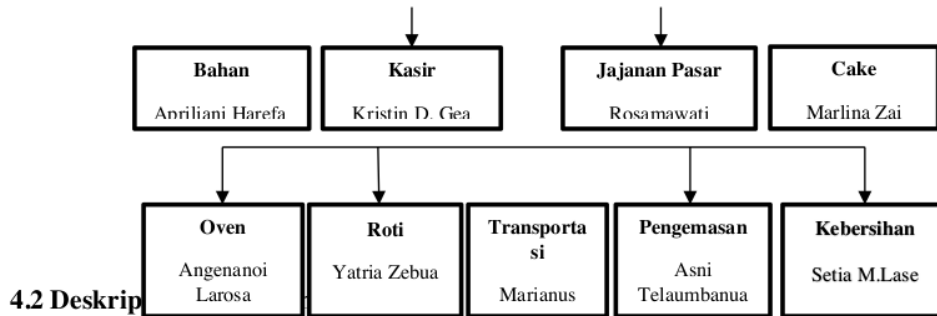 Bahan
Apriliani Harefa
Kasir
Kristin D. Gea
Jajanan Pasar
Rosamawati
Cake
Marlina Zai
Oven
Angenanoi
Larosa
Roti
Yatria Zebua
Transporta
si
Marianus
Pengemasan
Asni
Telaumbanua
Kebersihan
Setia M.Lase
4.2 Deskrip